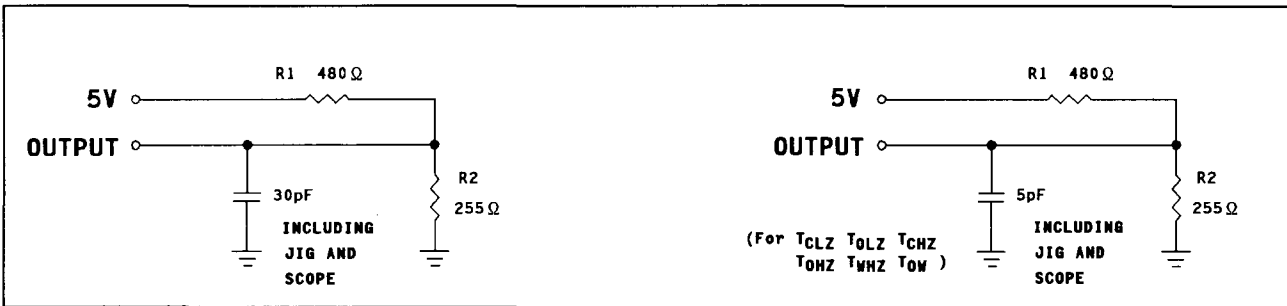 R1 480Ω
5V
OUTPUT
30pF
R2
255Ω
INCLUDING
JIG AND
SCOPE
R1 480Ω
5V
OUTPUT
5pF
R2
255Ω
(For TCLZ TOLZ TCHZ
TOHZ TWHZ TOW )
INCLUDING
JIG AND
SCOPE